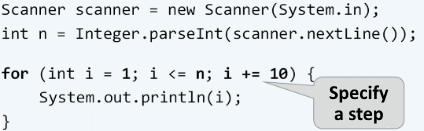 Scanner scanner = new Scanner(System.in);
int n = Integer.parseInt(scanner.nextLine());
for (int i = 1; i <= n; i += 10) {
    System.out.println(i);
}
Specify
a step